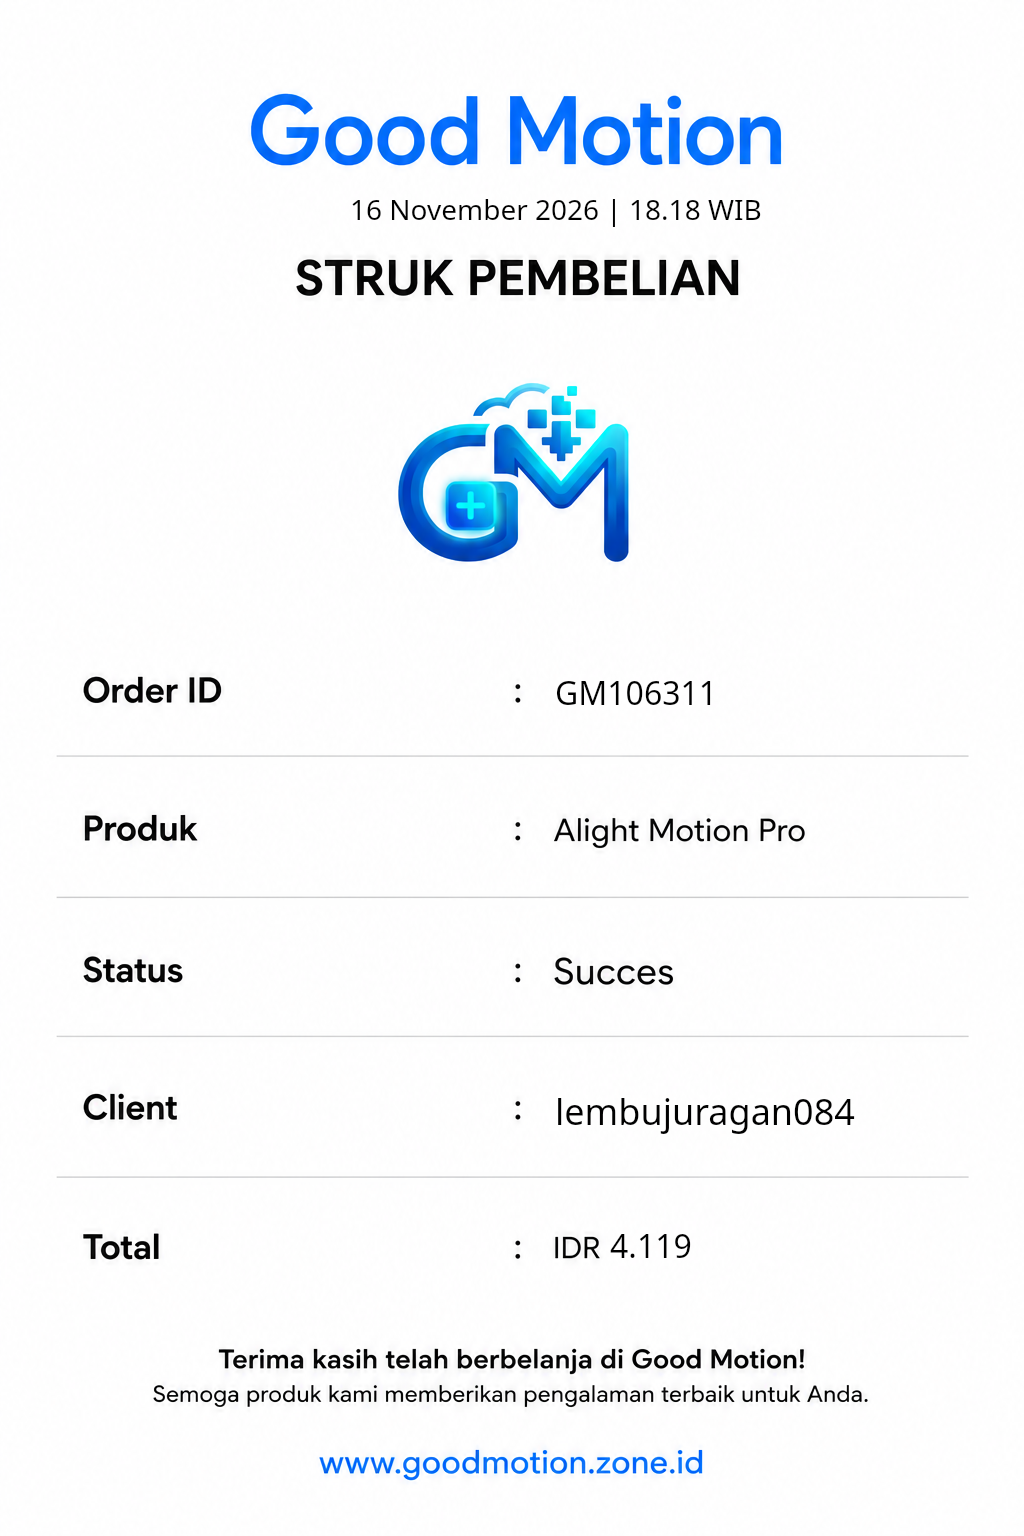 Good Motion
16 November 2026 | 18.18 WIB
STRUK PEMBELIAN
GM
Order ID : GM106311
Produk : Alight Motion Pro
Status : Succes
Client : lembujuragan084
Total : IDR 4.119
Terima kasih telah berbelanja di Good Motion!
Semoga produk kami memberikan pengalaman terbaik untuk Anda.
www.goodmotion.zone.id